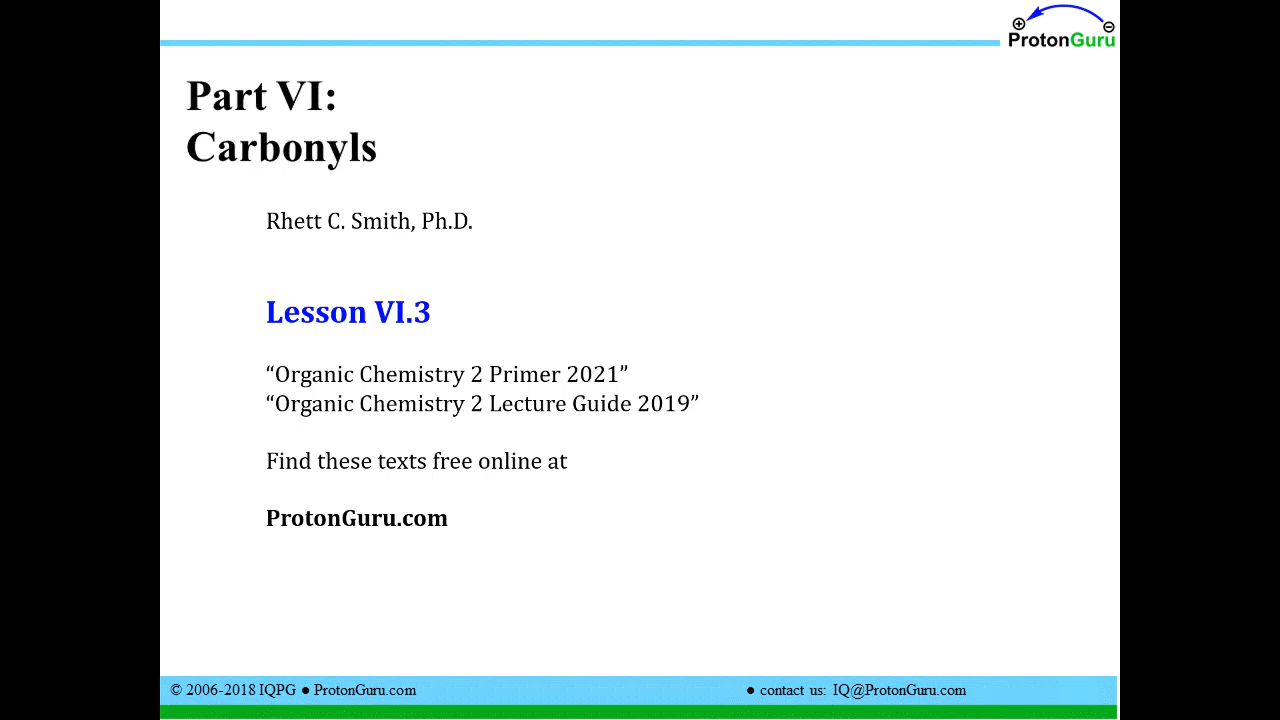 ⊕ ⊖
ProtonGuru
Part VI:
Carbonyls
Rhett C. Smith, Ph.D.
Lesson VI.3
“Organic Chemistry 2 Primer 2021”
“Organic Chemistry 2 Lecture Guide 2019”
Find these texts free online at
ProtonGuru.com
© 2006-2018 IQPG ● ProtonGuru.com ● contact us: IQ@ProtonGuru.com